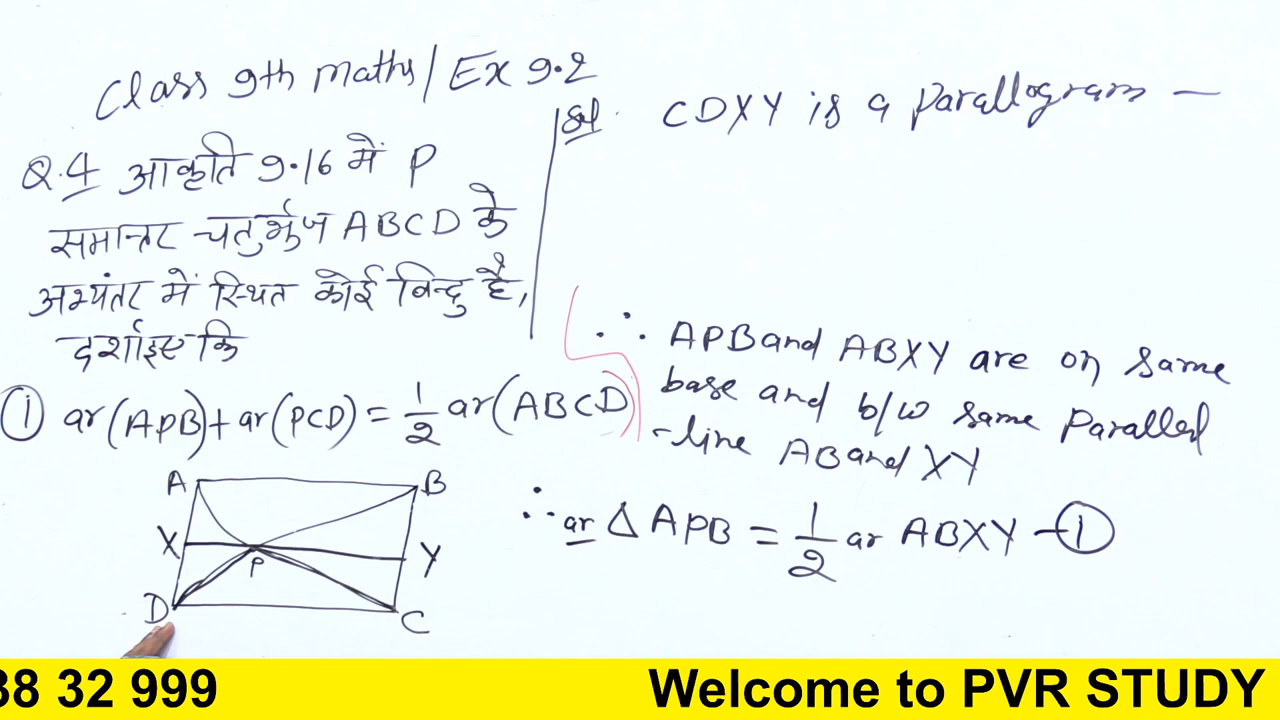 Class 9th maths/Ex 9.2
Q.4 आकृति 9.16 में P
समान्तर चतुर्भुज ABCD के
अभ्यंतर में स्थित कोई बिन्दु है,
दर्शाइए कि
① ar(APB)+ar(PCD)=1/2 ar(ABCD)
A B
X Y
P
D C
Sol. CDXY is a Parallogram —
∴ APB and ABXY are on same
base and b/w same Paralled
-line AB and XY
∴ ar Δ APB = 1/2 ar ABXY —①
38 32 999 Welcome to PVR STUDY